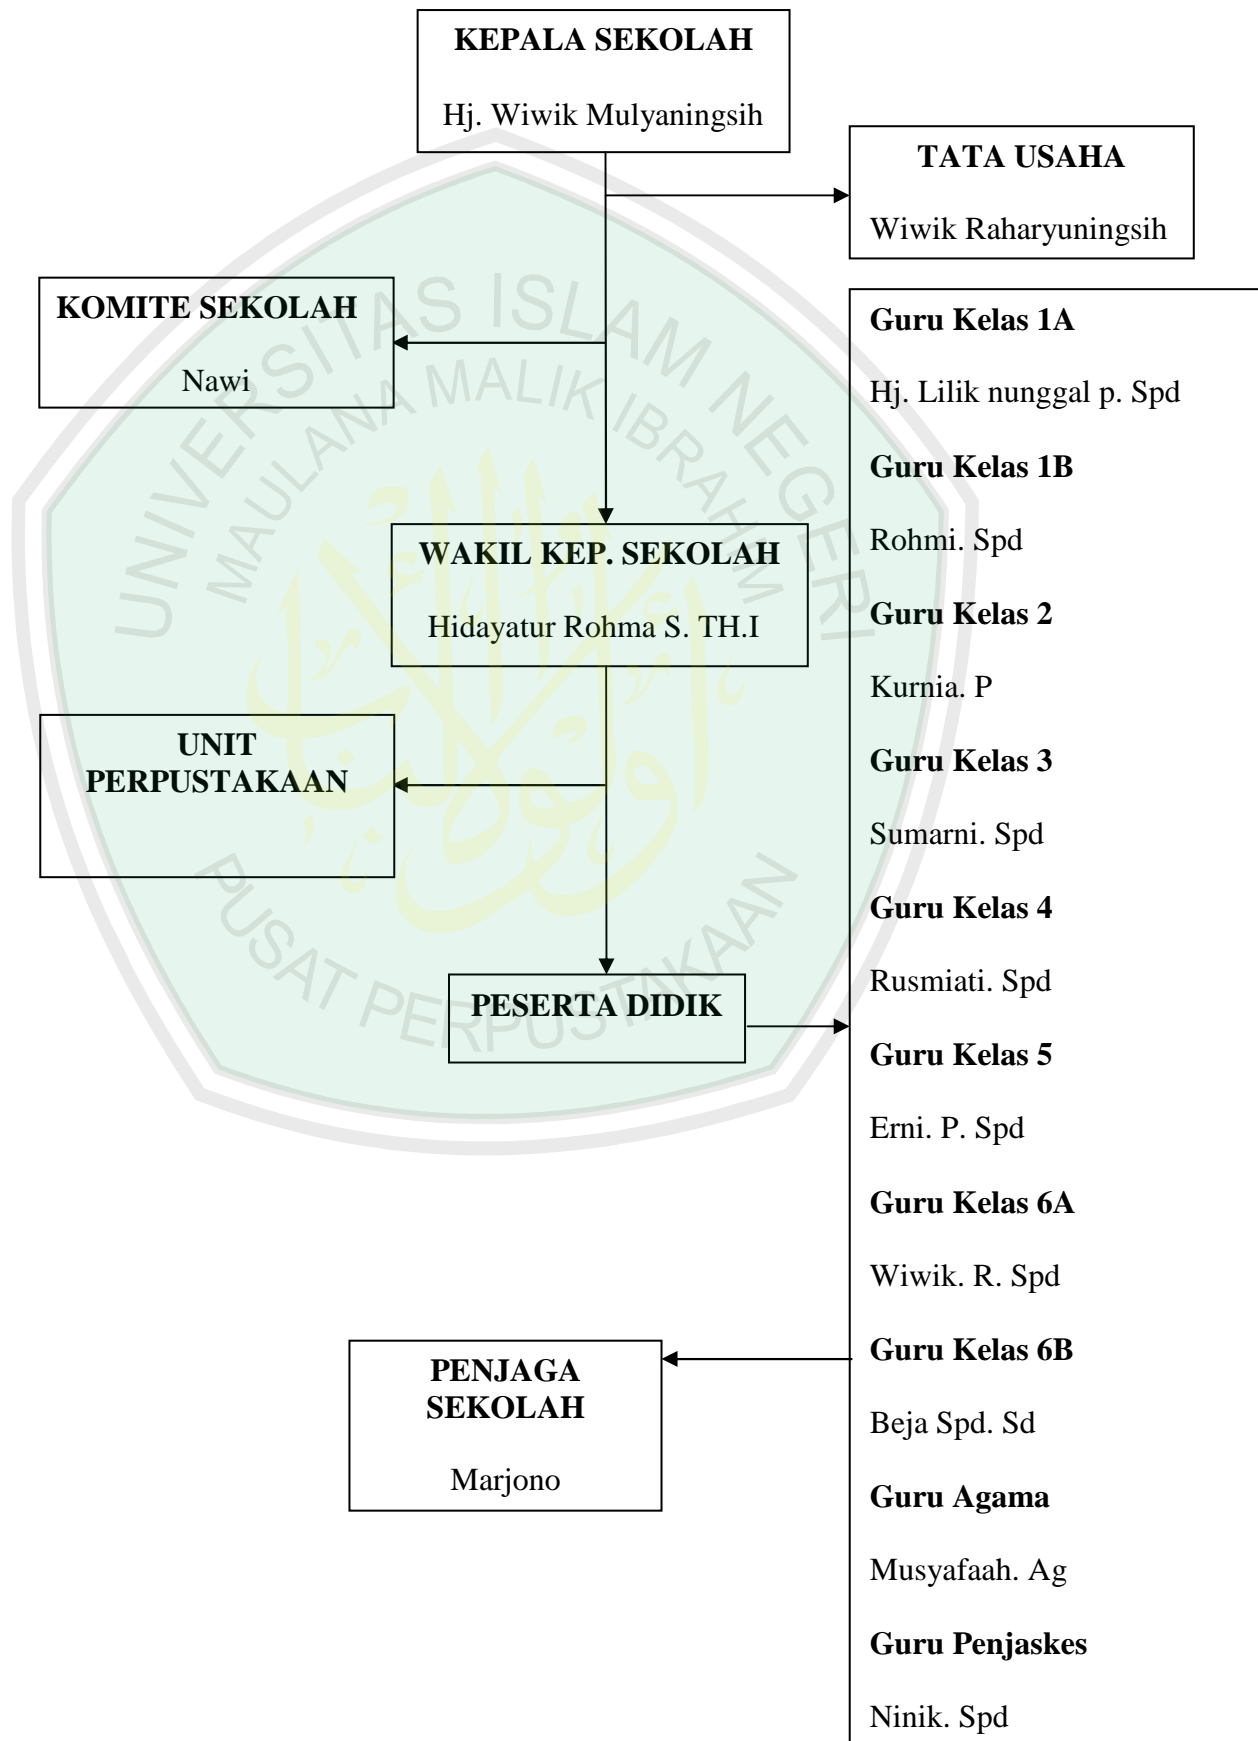 KEPALA SEKOLAH
Hj. Wiwik Mulyaningsih
TATA USAHA
Wiwik Raharyuningsih
KOMITE SEKOLAH
Nawi
WAKIL KEP. SEKOLAH
Hidayatur Rohma S. TH.I
UNIT
PERPUSTAKAAN
PESERTA DIDIK
Guru Kelas 1A
Hj. Lilik nunggal p. Spd
Guru Kelas 1B
Rohmi. Spd
Guru Kelas 2
Kurnia. P
Guru Kelas 3
Sumarni. Spd
Guru Kelas 4
Rusmiati. Spd
Guru Kelas 5
Erni. P. Spd
Guru Kelas 6A
Wiwik. R. Spd
Guru Kelas 6B
Beja Spd. Sd
Guru Agama
Musyafaah. Ag
Guru Penjaskes
Ninik. Spd
PENJAGA
SEKOLAH
Marjono
UNIVERSITAS ISLAM NEGERI
MAULANA MALIK IBRAHIM
PUSAT PERPUSTAKAAN